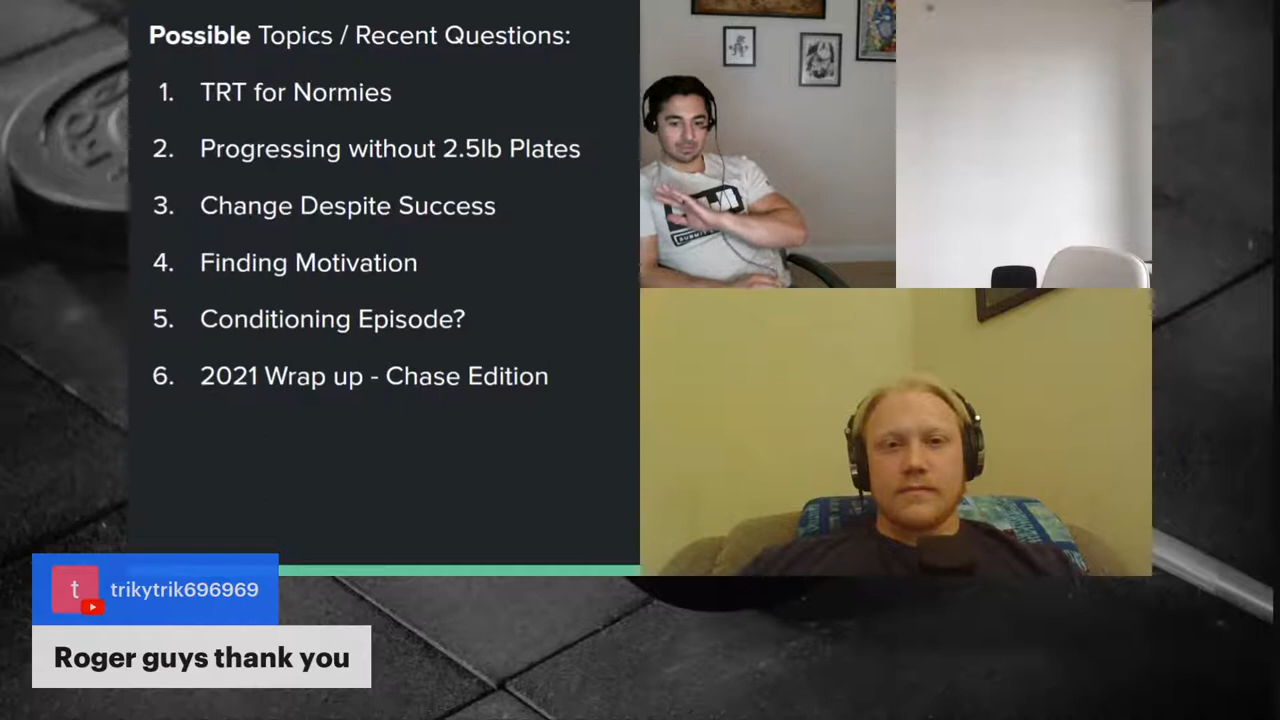 Possible Topics / Recent Questions:
1. TRT for Normies
2. Progressing without 2.5lb Plates
3. Change Despite Success
4. Finding Motivation
5. Conditioning Episode?
6. 2021 Wrap up - Chase Edition
t
trikytrik696969
Roger guys thank you